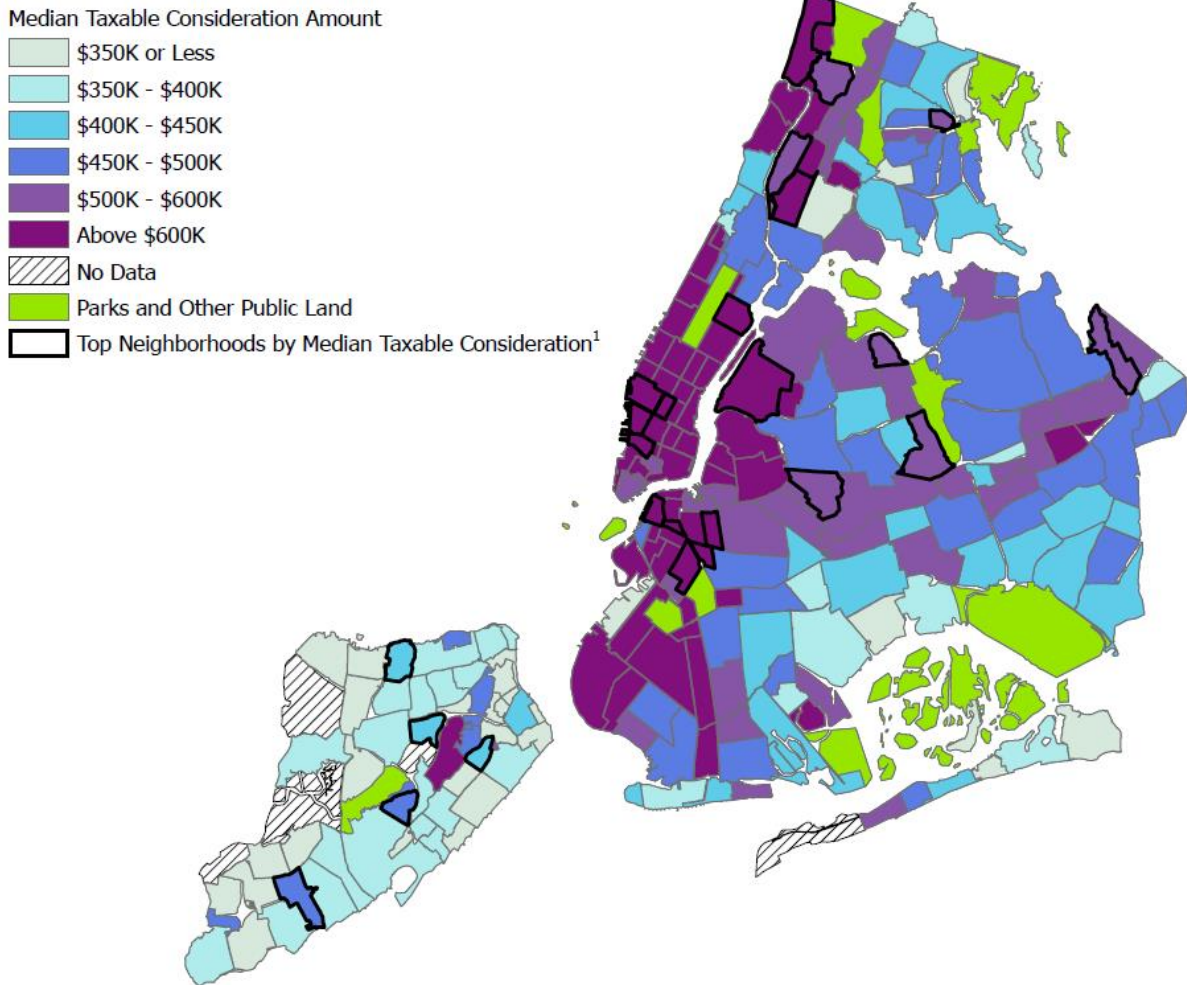 Median Taxable Consideration Amount
$350K or Less
$350K - $400K
$400K - $450K
$450K - $500K
$500K - $600K
Above $600K
No Data
Parks and Other Public Land
Top Neighborhoods by Median Taxable Consideration¹